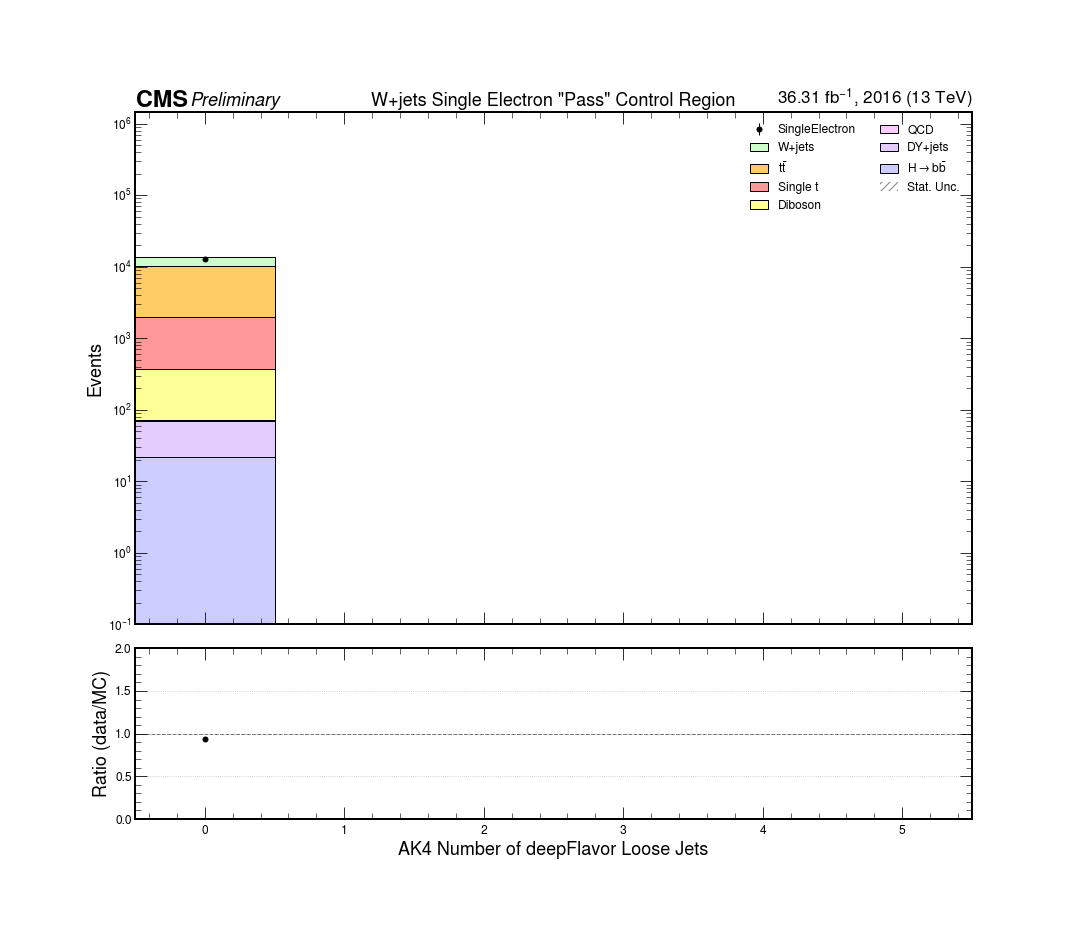 CMS Preliminary W+jets Single Electron "Pass" Control Region 36.31 fb⁻¹, 2016 (13 TeV)
SingleElectron QCD
W+jets DY+jets
tt̄ H→bb̄
Single t Stat. Unc.
Diboson
10⁶
10⁵
10⁴
10³
10²
10¹
10⁰
10⁻¹
Events
2.0
1.5
1.0
0.5
0.0
Ratio (data/MC)
0 1 2 3 4 5
AK4 Number of deepFlavor Loose Jets